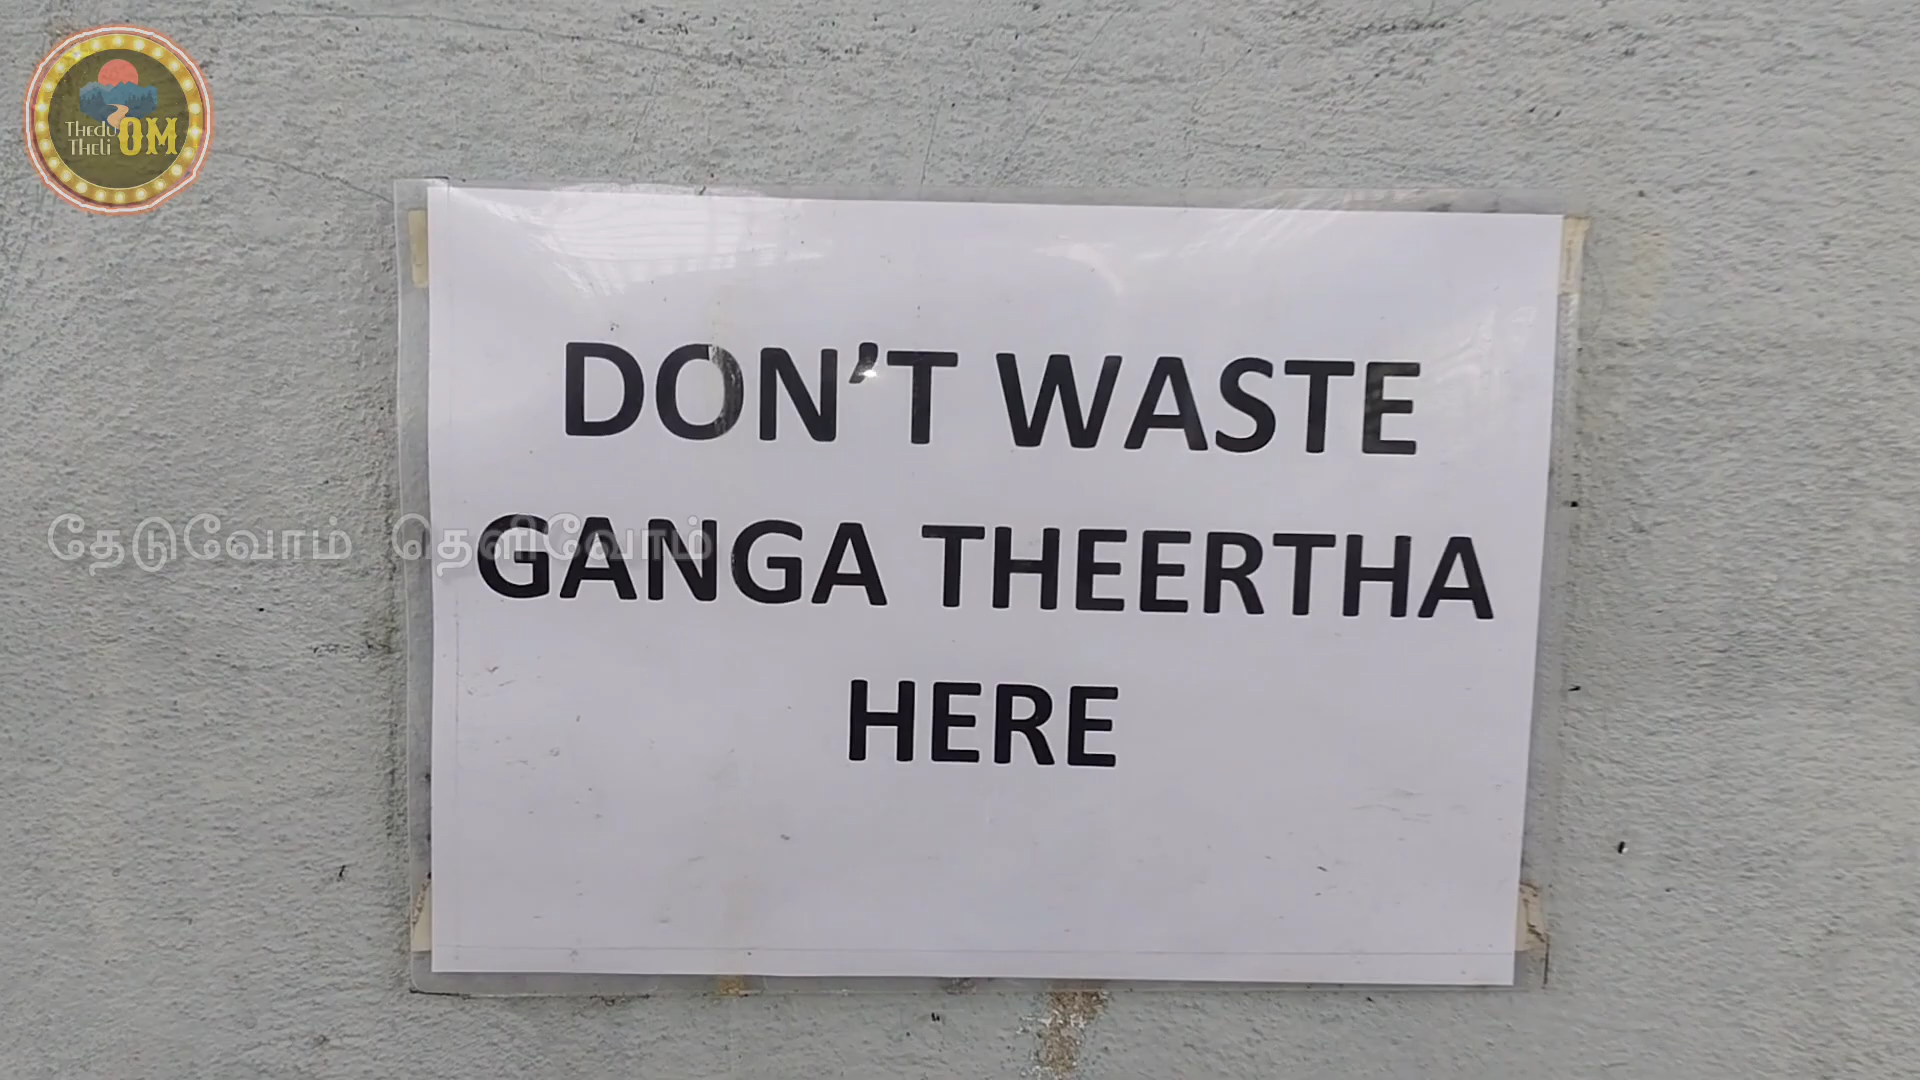 Thedu
Theli OM
DON'T WASTE
தேடுவோம் தெளிவோம்
GANGA THEERTHA
HERE